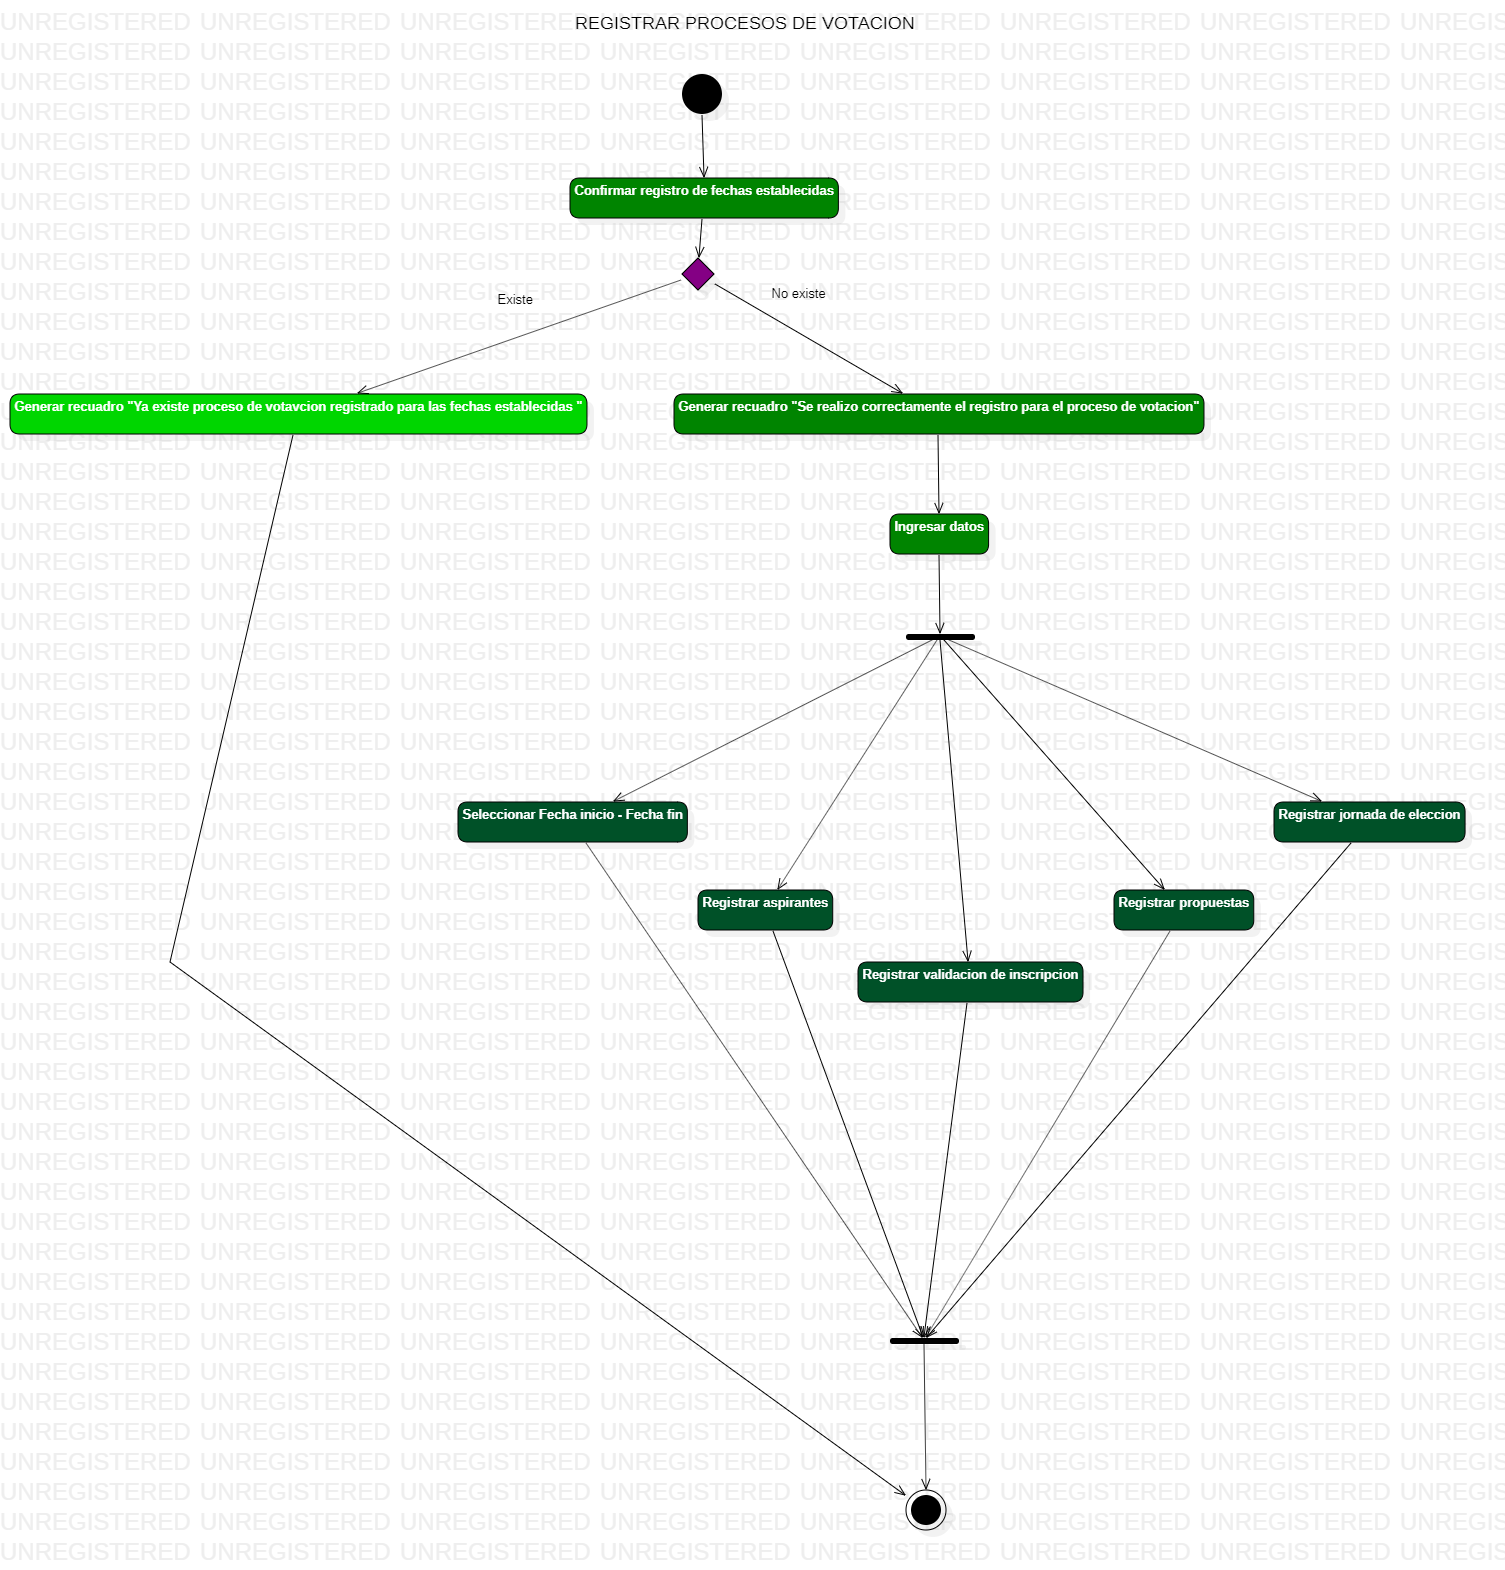 REGISTRAR PROCESOS DE VOTACION
Confirmar registro de fechas establecidas
Existe
No existe
Generar recuadro "Ya existe proceso de votavcion registrado para las fechas establecidas "
Generar recuadro "Se realizo correctamente el registro para el proceso de votacion"
Ingresar datos
Seleccionar Fecha inicio - Fecha fin
Registrar jornada de eleccion
Registrar aspirantes
Registrar propuestas
Registrar validacion de inscripcion
UNREGISTERED